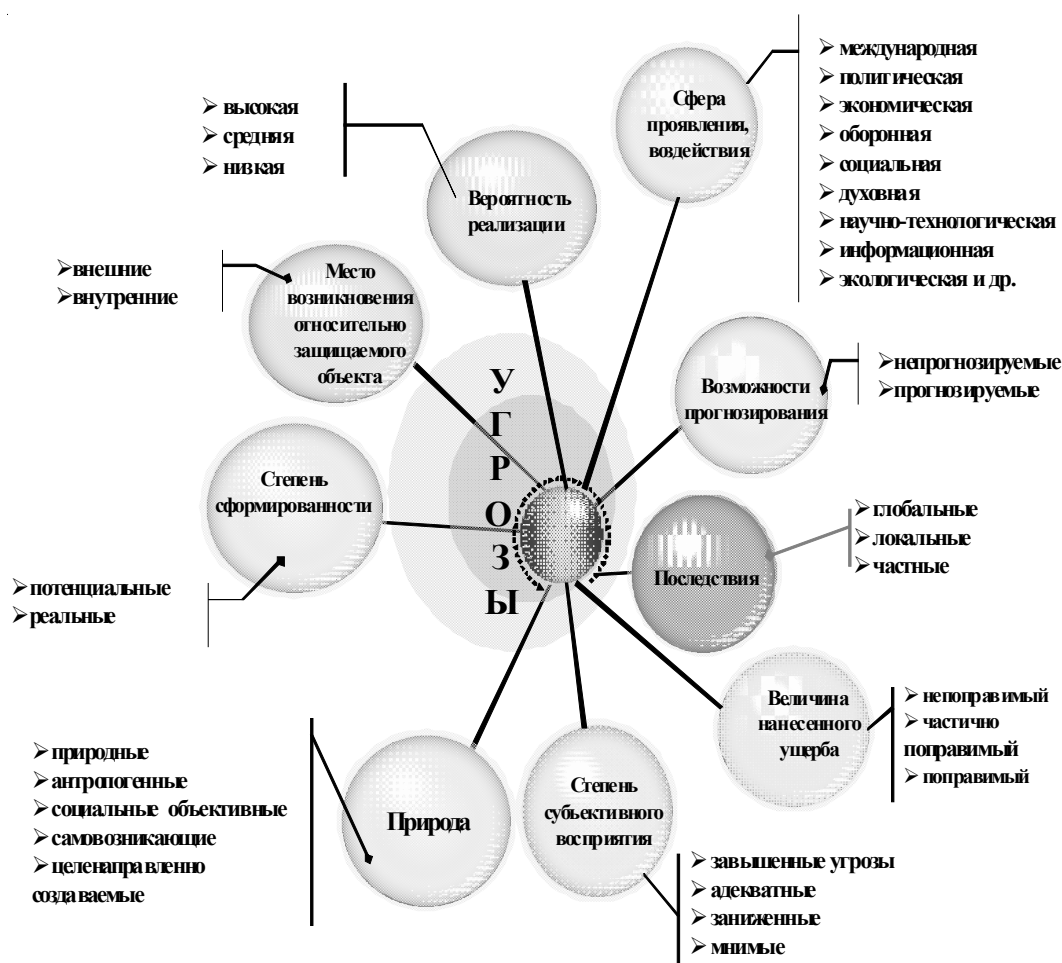 ➢ высокая
➢ средняя
➢ низкая
Вероятность
реализации
Сфера
проявления,
воздействия
➢ международная
➢ политическая
➢ экономическая
➢ оборонная
➢ социальная
➢ духовная
➢ научно-технологическая
➢ информационная
➢ экологическая и др.
➢внешние
➢внутренние
Место
возникновения
относительно
защищаемого
объекта
У
Г
Р
О
З
Ы
Возможности
прогнозирования
➢непрогнозируемые
➢прогнозируемые
Степень
сформированности
➢потенциальные
➢реальные
Последствия
➢глобальные
➢локальные
➢частные
Величина
нанесенного
ущерба
➢ непоправимый
➢ частично
поправимый
➢ поправимый
➢природные
➢антропогенные
➢социальные объективные
➢самовозникающие
➢целенаправленно
создаваемые
Природа
Степень
субъективного
восприятия
➢ завышенные угрозы
➢ адекватные
➢ заниженные
➢ мнимые